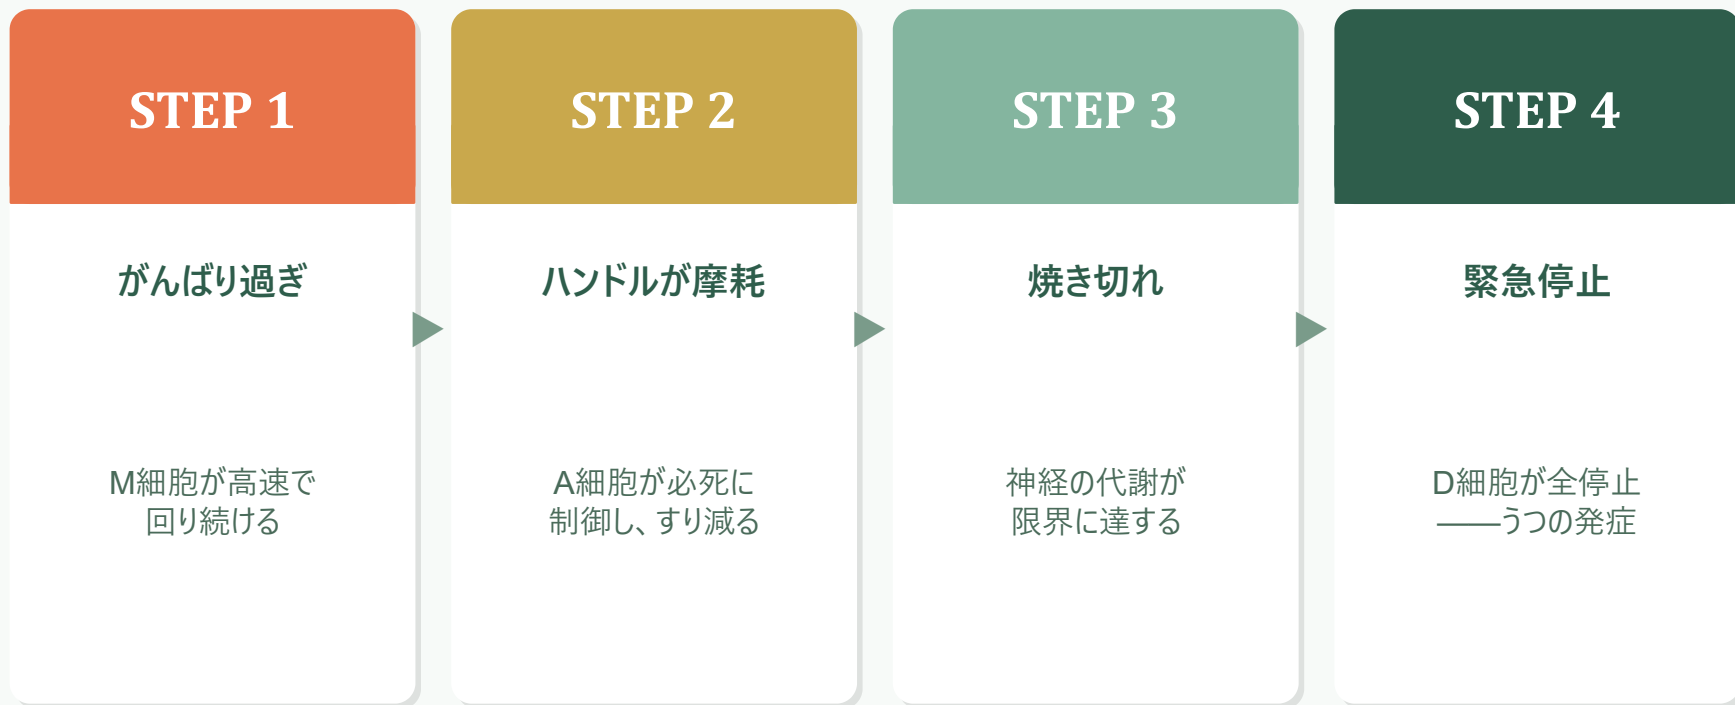 STEP 1
がんばり過ぎ
M細胞が高速で
回り続ける
STEP 2
ハンドルが摩耗
A細胞が必死に
制御し、すり減る
STEP 3
焼き切れ
神経の代謝が
限界に達する
STEP 4
緊急停止
D細胞が全停止
――うつの発症